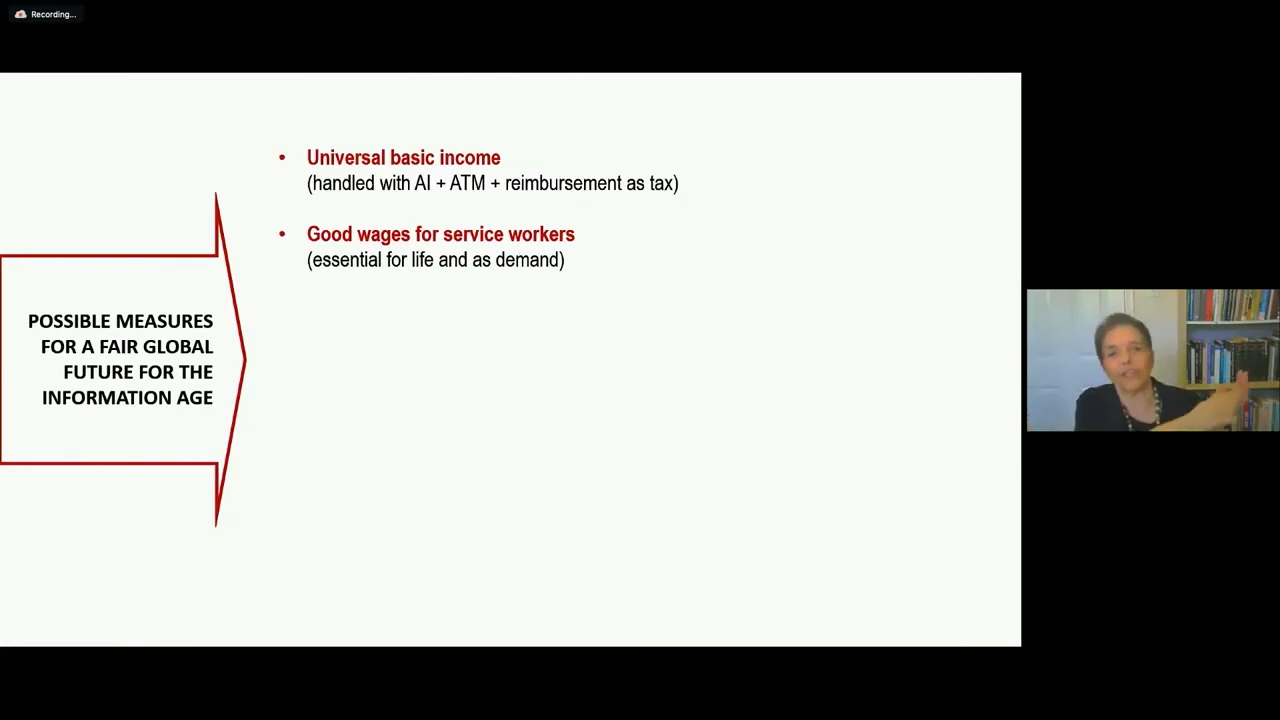 Recording...
• Universal basic income
(handled with AI + ATM + reimbursement as tax)
• Good wages for service workers
(essential for life and as demand)
POSSIBLE MEASURES
FOR A FAIR GLOBAL
FUTURE FOR THE
INFORMATION AGE